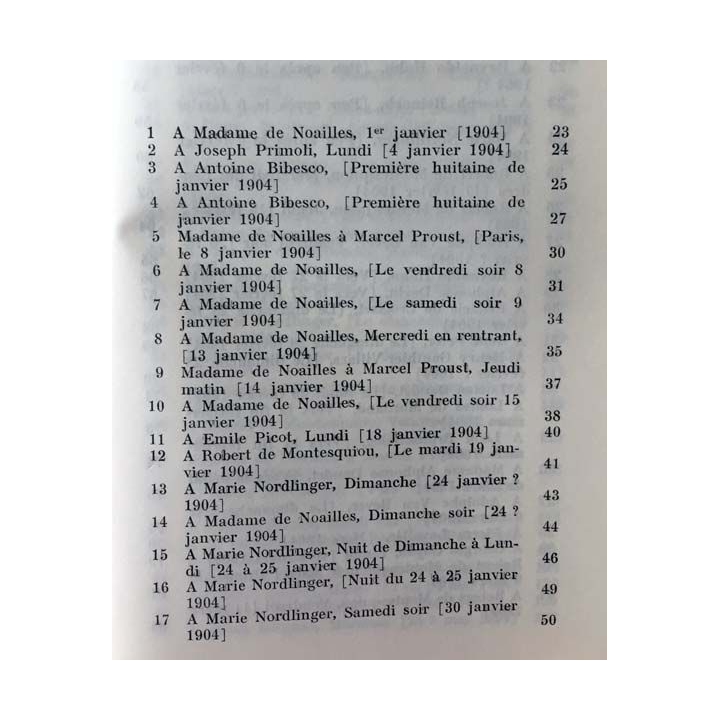 1 A Madame de Noailles, 1er janvier [1904] 23
2 A Joseph Primoli, Lundi [4 janvier 1904] 24
3 A Antoine Bibesco, [Première huitaine de
janvier 1904] 25
4 A Antoine Bibesco, [Première huitaine de
janvier 1904] 27
5 Madame de Noailles à Marcel Proust, [Paris,
le 8 janvier 1904] 30
6 A Madame de Noailles, [Le vendredi soir 8
janvier 1904] 31
7 A Madame de Noailles, [Le samedi soir 9
janvier 1904] 34
8 A Madame de Noailles, Mercredi en rentrant,
[13 janvier 1904] 35
9 Madame de Noailles à Marcel Proust, Jeudi
matin [14 janvier 1904] 37
10 A Madame de Noailles, [Le vendredi soir 15
janvier 1904] 38
11 A Emile Picot, Lundi [18 janvier 1904] 40
12 A Robert de Montesquiou, [Le mardi 19 jan-
vier 1904] 41
13 A Marie Nordlinger, Dimanche [24 janvier ?
1904] 43
14 A Madame de Noailles, Dimanche soir [24 ?
janvier 1904] 44
15 A Marie Nordlinger, Nuit de Dimanche à Lun-
di [24 à 25 janvier 1904] 46
16 A Marie Nordlinger, [Nuit du 24 à 25 janvier
1904] 49
17 A Marie Nordlinger, Samedi soir [30 janvier
1904] 50